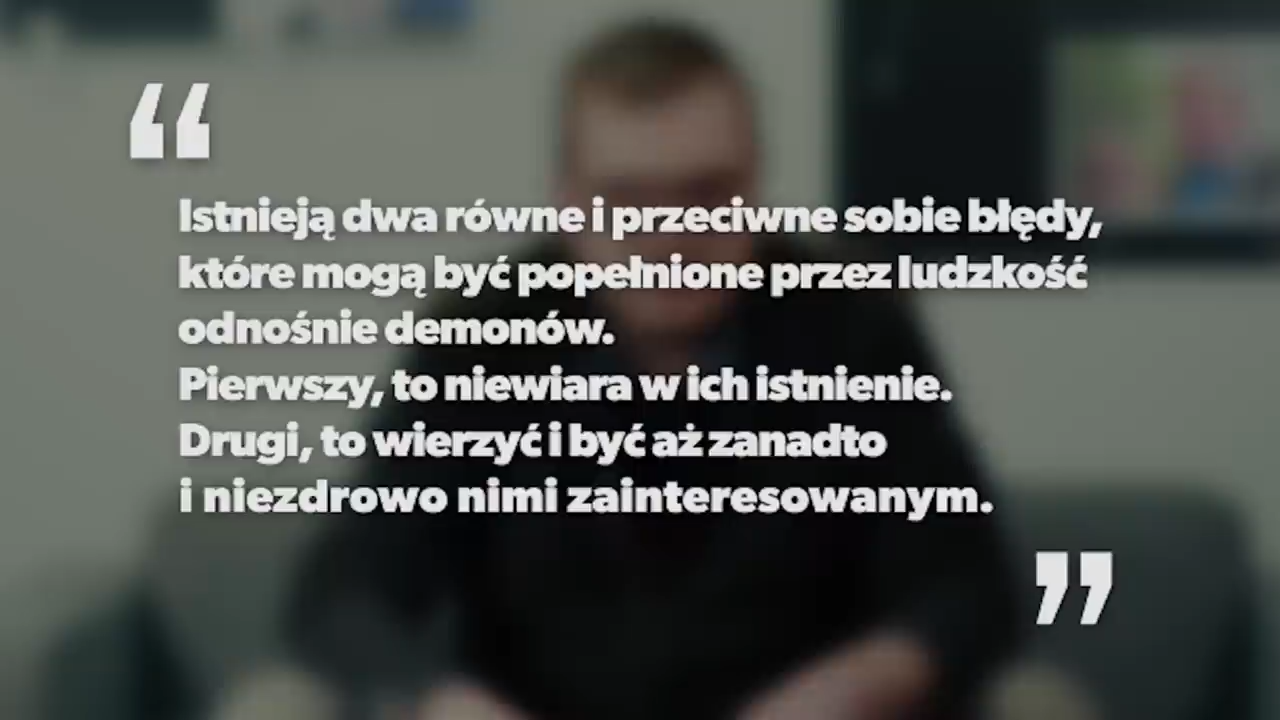 “
Istnieją dwa równe i przeciwne sobie błędy,
które mogą być popełnione przez ludzkość
odnośnie demonów.
Pierwszy, to niewiara w ich istnienie.
Drugi, to wierzyć i być aż zanadto
i niezdrowo nimi zainteresowanym.
”